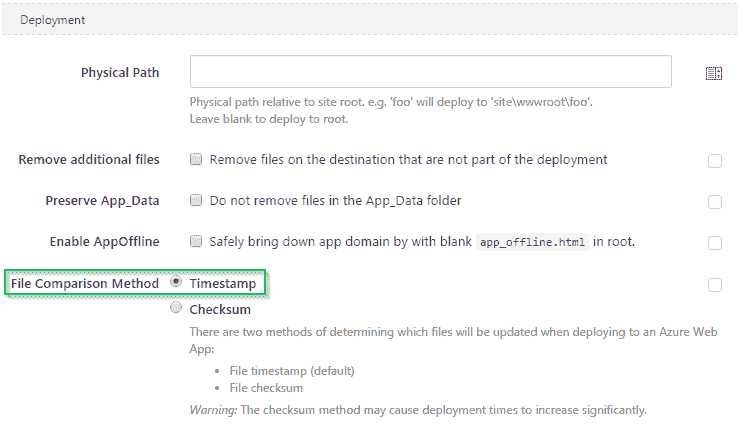 Deployment
Physical Path
Physical path relative to site root. e.g. 'foo' will deploy to 'site\wwwroot\foo'.
Leave blank to deploy to root.
Remove additional files Remove files on the destination that are not part of the deployment
Preserve App_Data Do not remove files in the App_Data folder
Enable AppOffline Safely bring down app domain by with blank app_offline.html in root.
File Comparison Method Timestamp
Checksum
There are two methods of determining which files will be updated when deploying to an Azure Web
App:
• File timestamp (default)
• File checksum
Warning: The checksum method may cause deployment times to increase significantly.